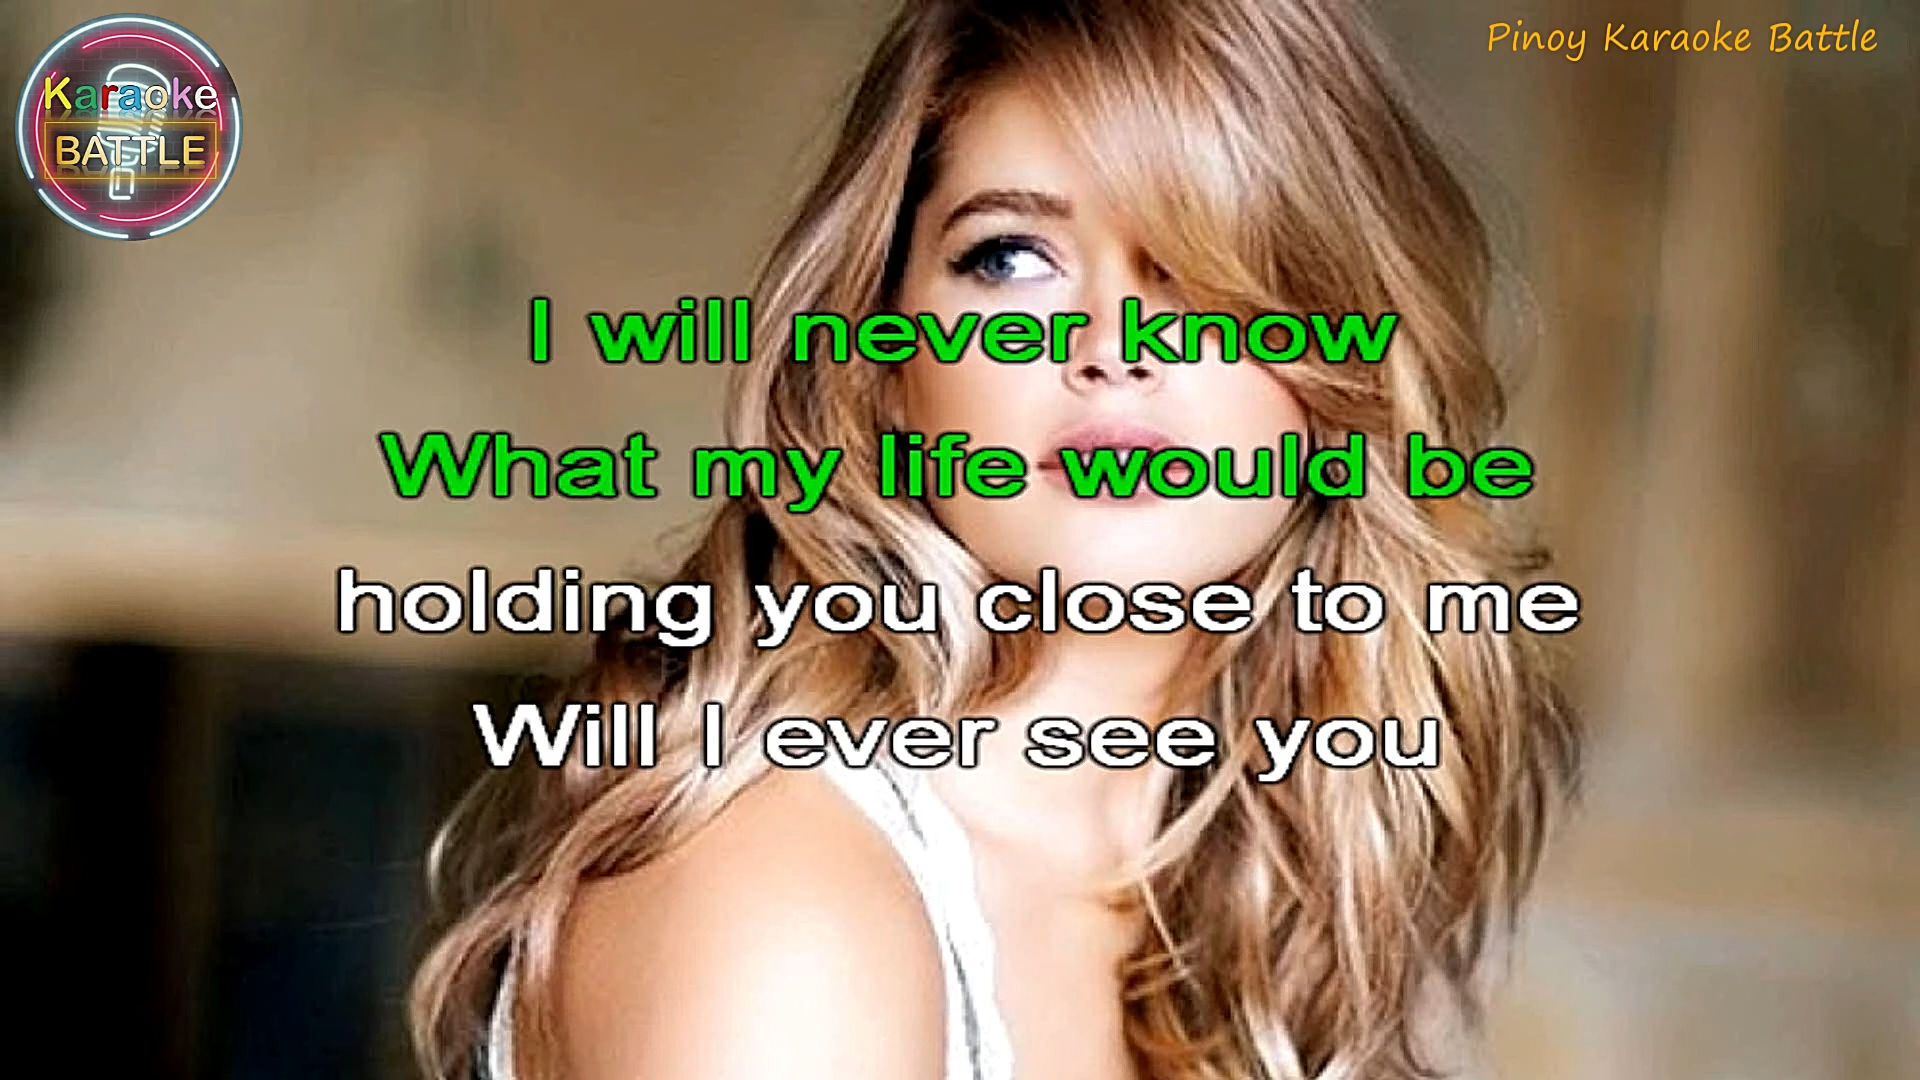 Karaoke
BATTLE
Pinoy Karaoke Battle
I will never know
What my life would be
holding you close to me
Will I ever see you